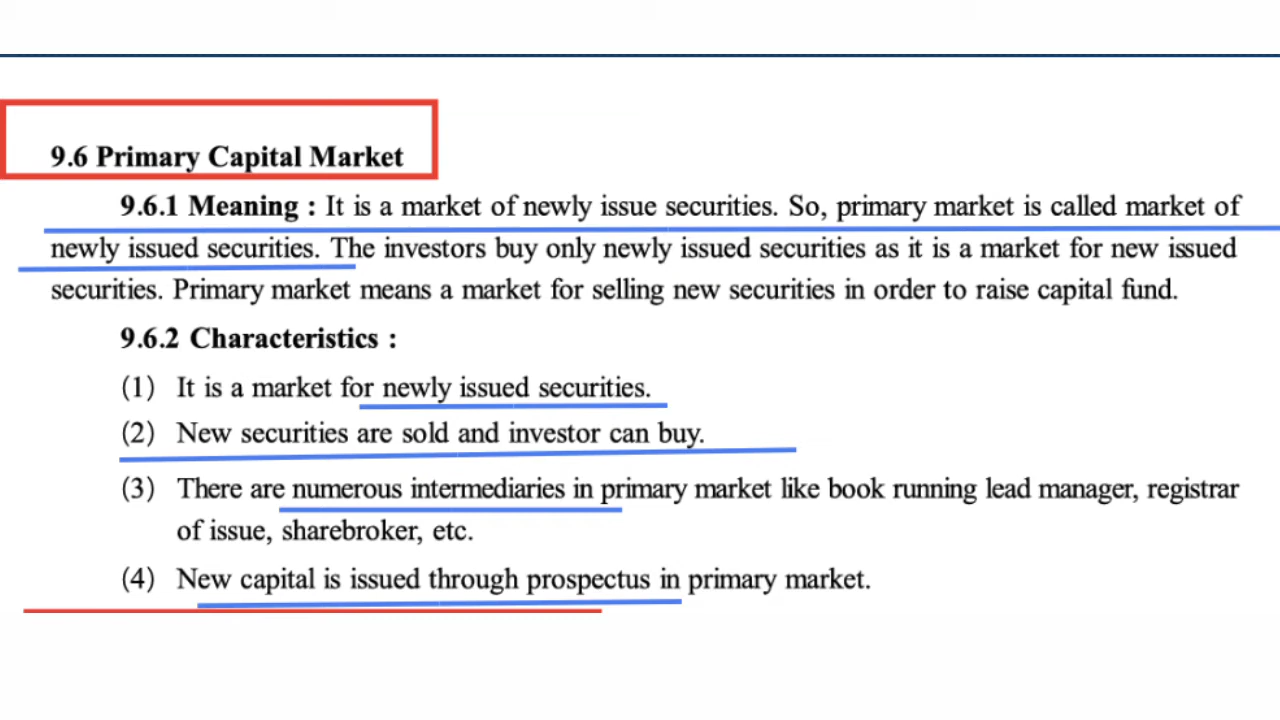 9.6 Primary Capital Market
9.6.1 Meaning : It is a market of newly issue securities. So, primary market is called market of
newly issued securities. The investors buy only newly issued securities as it is a market for new issued
securities. Primary market means a market for selling new securities in order to raise capital fund.
9.6.2 Characteristics :
(1) It is a market for newly issued securities.
(2) New securities are sold and investor can buy.
(3) There are numerous intermediaries in primary market like book running lead manager, registrar
of issue, sharebroker, etc.
(4) New capital is issued through prospectus in primary market.